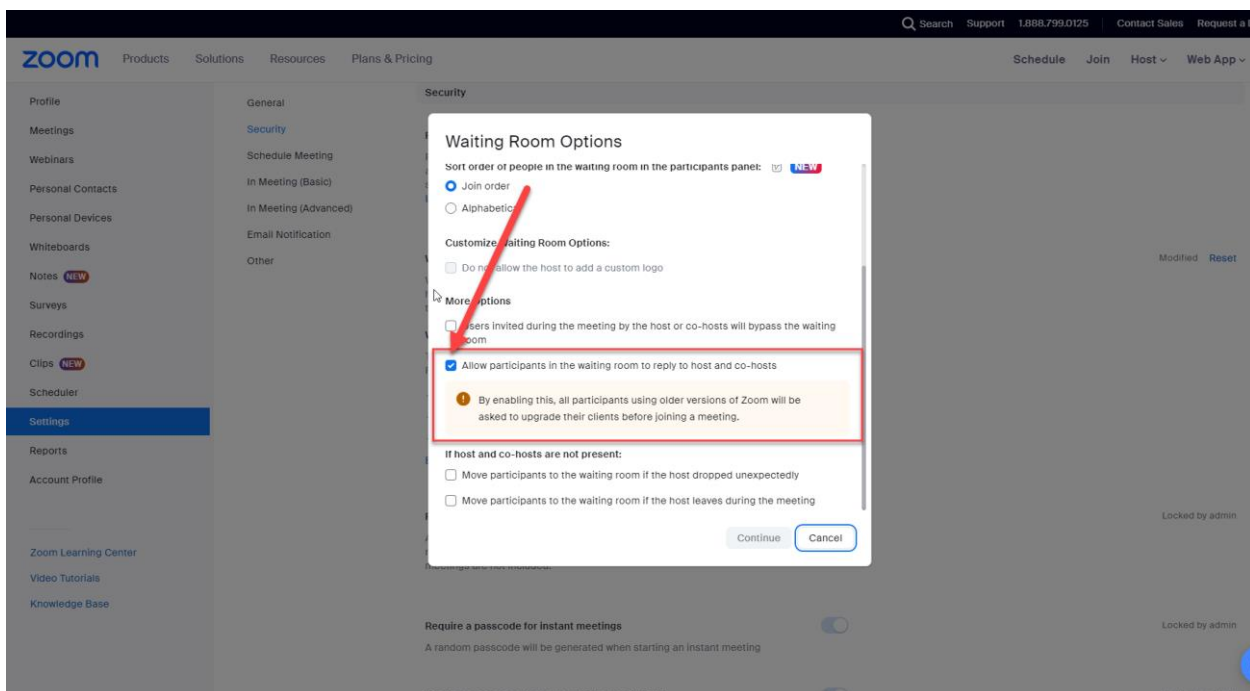 Search Support 1.888.799.0125 Contact Sales Request a
zoom Products Solutions Resources Plans & Pricing Schedule Join Host Web App
Profile
Meetings
Webinars
Personal Contacts
Personal Devices
Whiteboards
Notes NEW
Surveys
Recordings
Clips NEW
Scheduler
Settings
Reports
Account Profile
Zoom Learning Center
Video Tutorials
Knowledge Base
General
Security
Schedule Meeting
In Meeting (Basic)
In Meeting (Advanced)
Email Notification
Other
Security
Waiting Room Options
Sort order of people in the waiting room in the participants panel: NEW
Join order
Alphabetical
Customize Waiting Room Options:
Do not allow the host to add a custom logo
More Options
Users invited during the meeting by the host or co-hosts will bypass the waiting
room
Allow participants in the waiting room to reply to host and co-hosts
By enabling this, all participants using older versions of Zoom will be
asked to upgrade their clients before joining a meeting.
If host and co-hosts are not present:
Move participants to the waiting room if the host dropped unexpectedly
Move participants to the waiting room if the host leaves during the meeting
Continue Cancel
Modified Reset
Locked by admin
meetings are not included.
Require a passcode for instant meetings
Locked by admin
A random passcode will be generated when starting an instant meeting